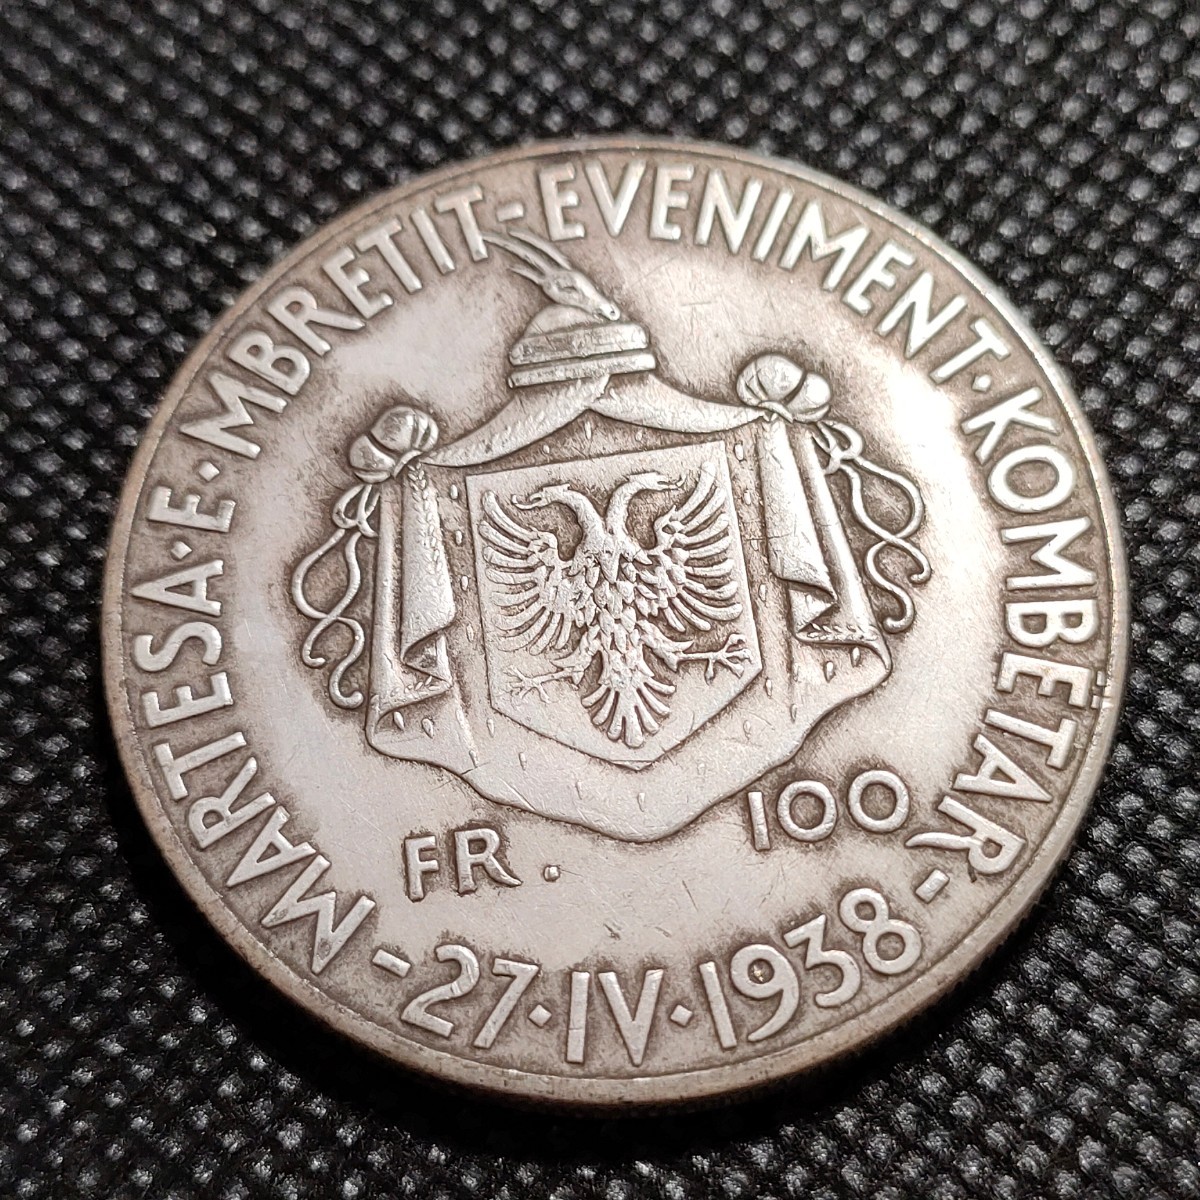 MARTESA·E·MBRETIT-EVENIMENT·KOMBËTAR
FR. 100
-27·IV·1938-